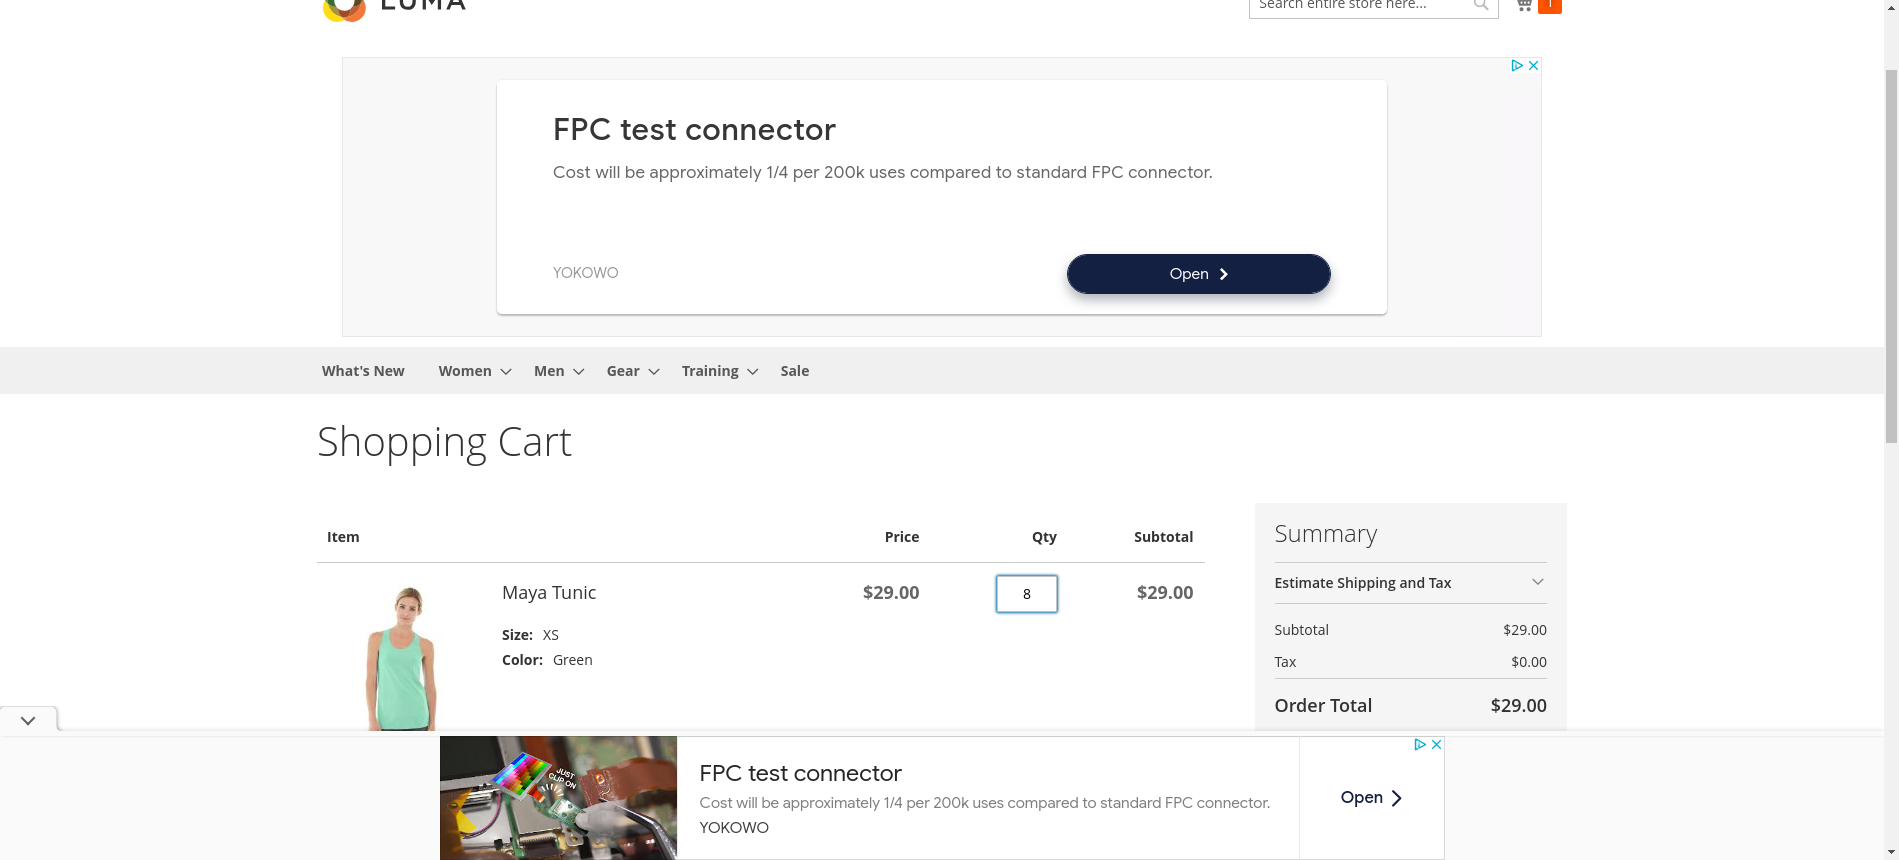 LUMA
Search entire store here...
1
FPC test connector
Cost will be approximately 1/4 per 200k uses compared to standard FPC connector.
YOKOWO
Open
What's New Women Men Gear Training Sale
Shopping Cart
Item Price Qty Subtotal
Maya Tunic $29.00 8 $29.00
Size: XS
Color: Green
Summary
Estimate Shipping and Tax
Subtotal $29.00
Tax $0.00
Order Total $29.00
JUST
CLIP ON
FPC test connector
Cost will be approximately 1/4 per 200k uses compared to standard FPC connector.
YOKOWO
Open